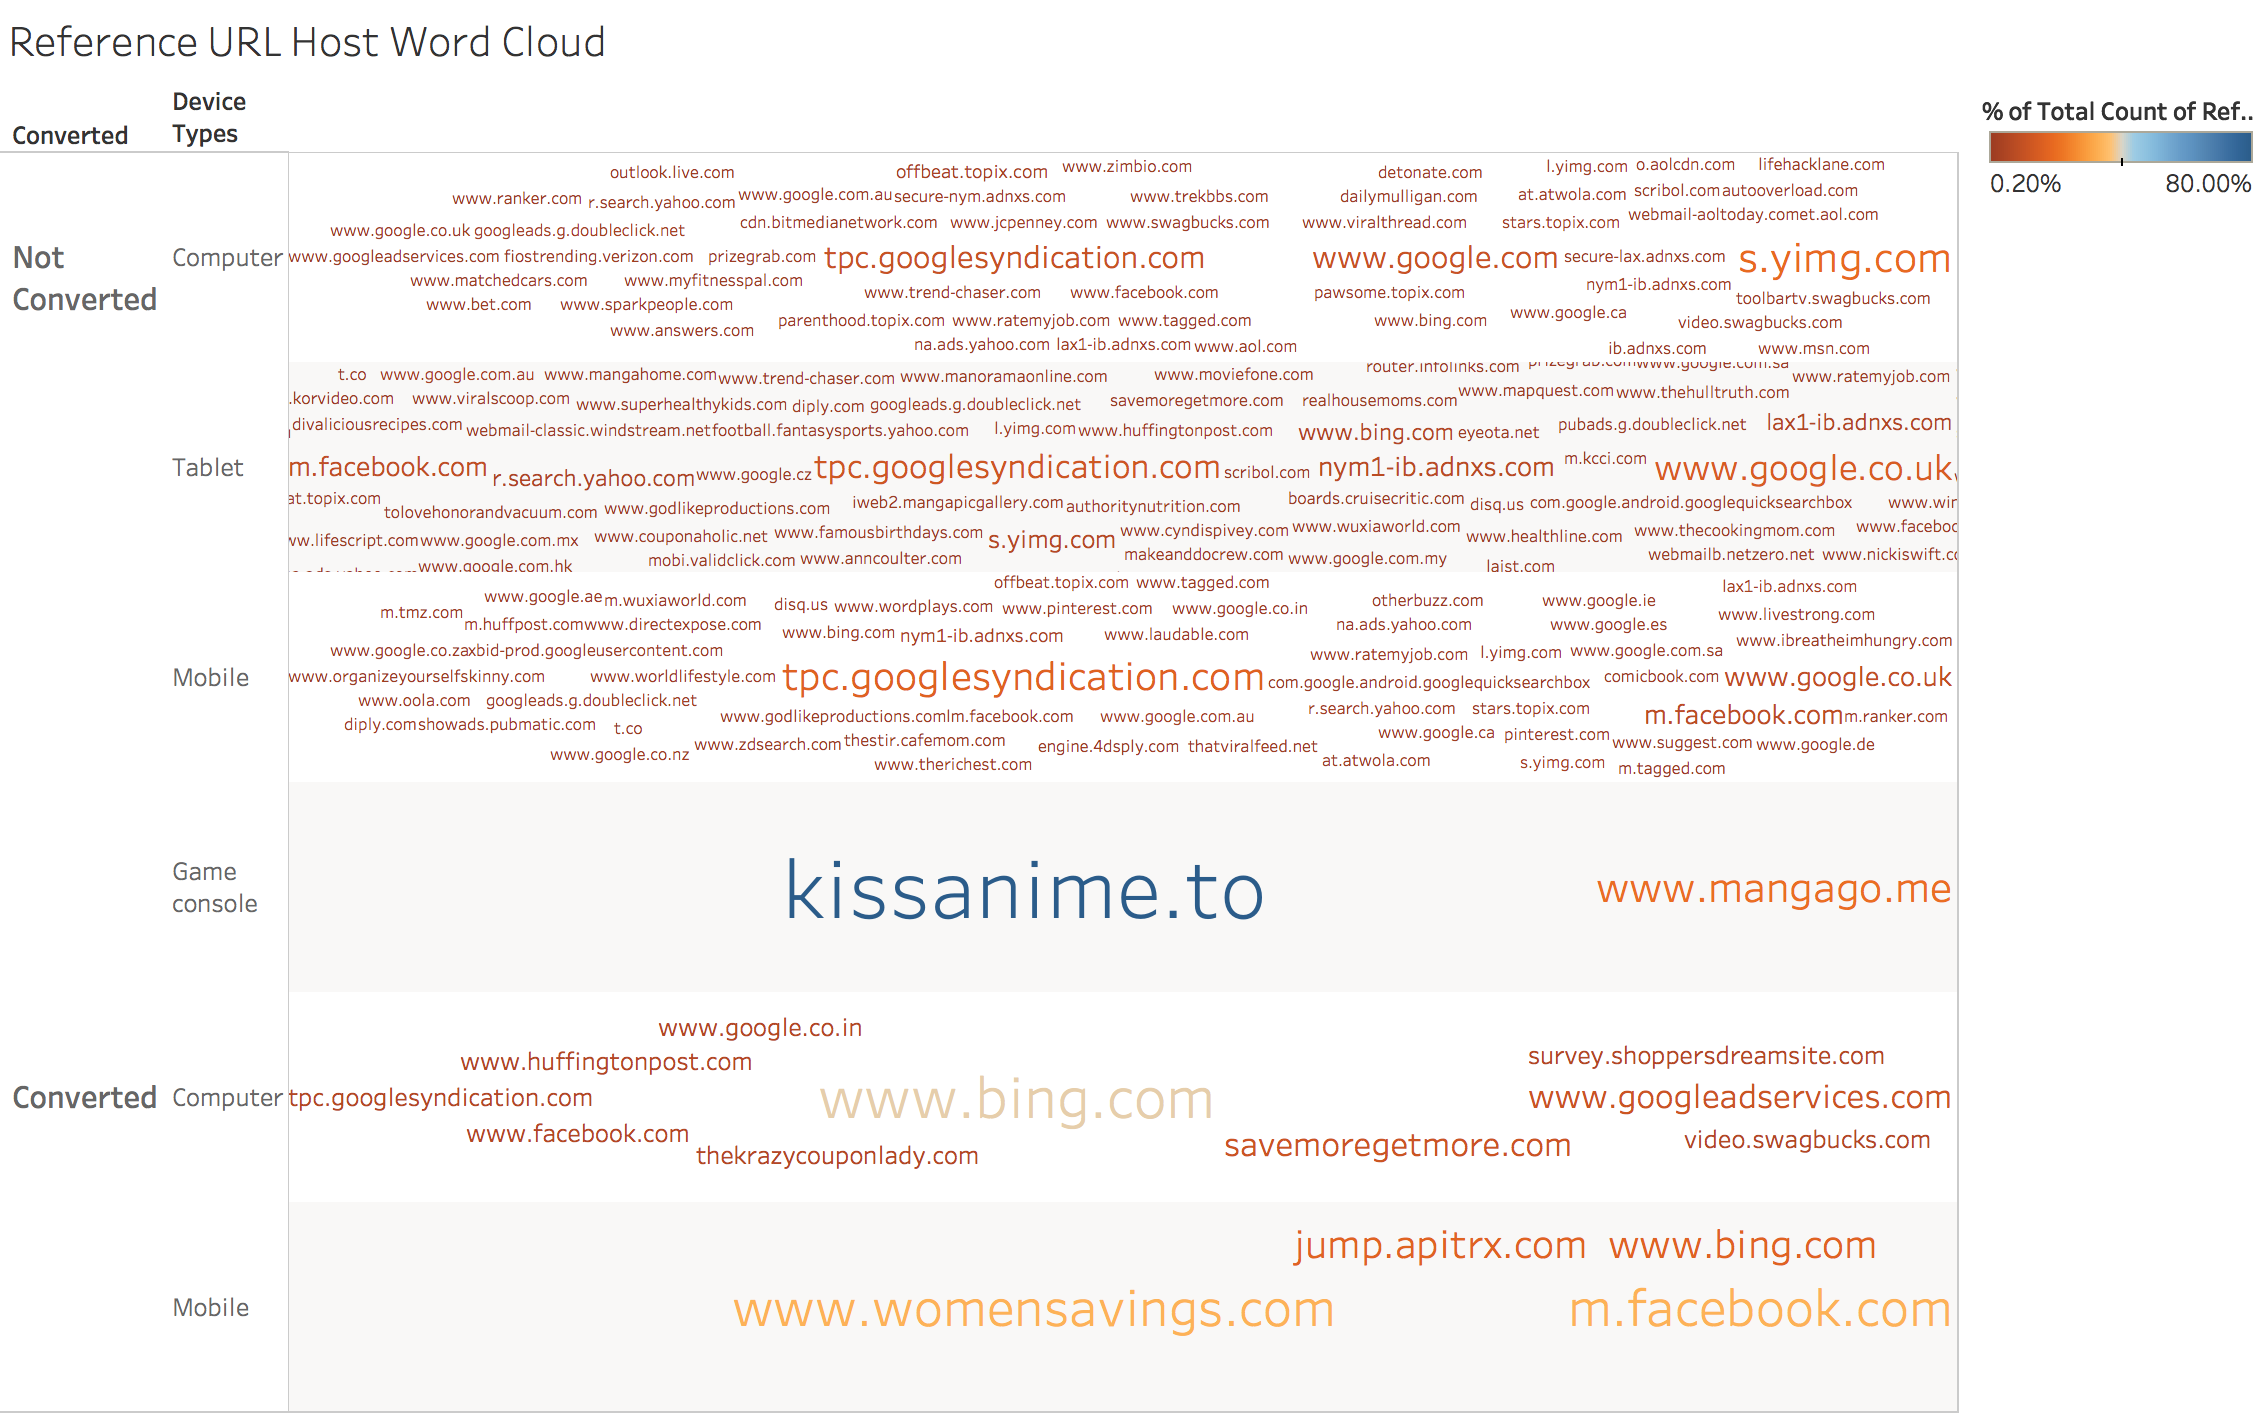 Reference URL Host Word Cloud
Converted
Device Types
% of Total Count of Ref..
0.20% 80.00%
Not Converted
Computer
outlook.live.com offbeat.topix.com www.zimbio.com detonate.com l.yimg.com o.aolcdn.com lifehacklane.com
www.ranker.com r.search.yahoo.com www.google.com.au secure-nym.adnxs.com www.trekbbs.com dailymulligan.com at.atwola.com scribol.com autooverload.com
www.google.co.uk googleads.g.doubleclick.net cdn.bitmedianetwork.com www.jcpenney.com www.swagbucks.com www.viralthread.com stars.topix.com webmail-aoltoday.comet.aol.com
www.googleadservices.com fiostrending.verizon.com prizegrab.com tpc.googlesyndication.com www.google.com secure-lax.adnxs.com s.yimg.com
www.matchedcars.com www.myfitnesspal.com www.trend-chaser.com www.facebook.com pawsome.topix.com nym1-ib.adnxs.com toolbartv.swagbucks.com
www.bet.com www.sparkpeople.com parenthood.topix.com www.ratemyjob.com www.tagged.com www.bing.com www.google.ca video.swagbucks.com
www.answers.com na.ads.yahoo.com lax1-ib.adnxs.com www.aol.com ib.adnxs.com www.msn.com
Tablet
t.co www.google.com.au www.mangahome.com www.trend-chaser.com www.manoramaonline.com www.moviefone.com router.infolinks.com prizegrab.com www.google.com.sa www.ratemyjob.com
.korvideo.com www.viralscoop.com www.superhealthykids.com diply.com googleads.g.doubleclick.net savemoregetmore.com realhousemoms.com www.mapquest.com www.thehulltruth.com
divaliciousrecipes.com webmail-classic.windstream.net football.fantasysports.yahoo.com l.yimg.com www.huffingtonpost.com www.bing.com eyeota.net pubads.g.doubleclick.net lax1-ib.adnxs.com
m.facebook.com r.search.yahoo.com www.google.cz tpc.googlesyndication.com scribol.com nym1-ib.adnxs.com m.kcci.com www.google.co.uk
at.topix.com tolovehonorandvacuum.com www.godlikeproductions.com iweb2.mangapicgallery.com authoritynutrition.com boards.cruisecritic.com disq.us com.google.android.googlequicksearchbox www.wir
ww.lifescript.com www.google.com.mx www.couponaholic.net www.famousbirthdays.com s.yimg.com www.cyndispivey.com www.wuxiaworld.com www.healthline.com www.thecookingmom.com www.faceboo
www.google.com.hk mobi.validclick.com www.anncoulter.com makeanddocrew.com www.google.com.my laist.com webmailb.netzero.net www.nickiswift.co
Mobile
offbeat.topix.com www.tagged.com lax1-ib.adnxs.com
m.tmz.com www.google.ae m.wuxiaworld.com disq.us www.wordplays.com www.pinterest.com www.google.co.in otherbuzz.com www.google.ie www.livestrong.com
m.huffpost.com www.directexpose.com www.bing.com nym1-ib.adnxs.com www.laudable.com na.ads.yahoo.com www.google.es www.ibreatheimhungry.com
www.google.co.za xbid-prod.googleusercontent.com www.ratemyjob.com l.yimg.com www.google.com.sa
www.organizeyourselfskinny.com www.worldlifestyle.com tpc.googlesyndication.com com.google.android.googlequicksearchbox comicbook.com www.google.co.uk
www.oola.com googleads.g.doubleclick.net www.godlikeproductions.com lm.facebook.com www.google.com.au r.search.yahoo.com stars.topix.com m.facebook.com m.ranker.com
diply.com showads.pubmatic.com t.co www.google.ca pinterest.com www.suggest.com www.google.de
www.google.co.nz www.zdsearch.com thestir.cafemom.com engine.4dsply.com thatviralfeed.net
www.therichest.com at.atwola.com s.yimg.com m.tagged.com
Game console
kissanime.to www.mangago.me
Converted
Computer
www.google.co.in
www.huffingtonpost.com survey.shoppersdreamsite.com
tpc.googlesyndication.com www.bing.com www.googleadservices.com
www.facebook.com savemoregetmore.com video.swagbucks.com
thekrazycouponlady.com
Mobile
jump.apitrx.com www.bing.com
www.womensavings.com m.facebook.com